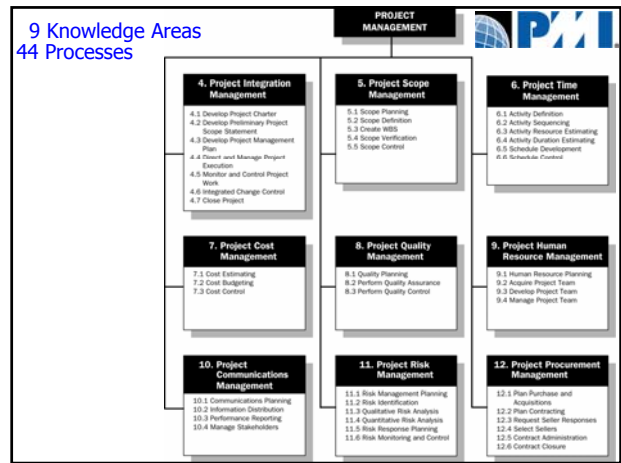 9 Knowledge Areas
44 Processes
PROJECT
MANAGEMENT
PMI
4. Project Integration
Management
4.1 Develop Project Charter
4.2 Develop Preliminary Project
Scope Statement
4.3 Develop Project Management
Plan
4.4 Direct and Manage Project
Execution
4.5 Monitor and Control Project
Work
4.6 Integrated Change Control
4.7 Close Project
5. Project Scope
Management
5.1 Scope Planning
5.2 Scope Definition
5.3 Create WBS
5.4 Scope Verification
5.5 Scope Control
6. Project Time
Management
6.1 Activity Definition
6.2 Activity Sequencing
6.3 Activity Resource Estimating
6.4 Activity Duration Estimating
6.5 Schedule Development
6.6 Schedule Control
7. Project Cost
Management
7.1 Cost Estimating
7.2 Cost Budgeting
7.3 Cost Control
8. Project Quality
Management
8.1 Quality Planning
8.2 Perform Quality Assurance
8.3 Perform Quality Control
9. Project Human
Resource Management
9.1 Human Resource Planning
9.2 Acquire Project Team
9.3 Develop Project Team
9.4 Manage Project Team
10. Project
Communications
Management
10.1 Communications Planning
10.2 Information Distribution
10.3 Performance Reporting
10.4 Manage Stakeholders
11. Project Risk
Management
11.1 Risk Management Planning
11.2 Risk Identification
11.3 Qualitative Risk Analysis
11.4 Quantitative Risk Analysis
11.5 Risk Response Planning
11.6 Risk Monitoring and Control
12. Project Procurement
Management
12.1 Plan Purchase and
Acquisitions
12.2 Plan Contracting
12.3 Request Seller Responses
12.4 Select Sellers
12.5 Contract Administration
12.6 Contract Closure